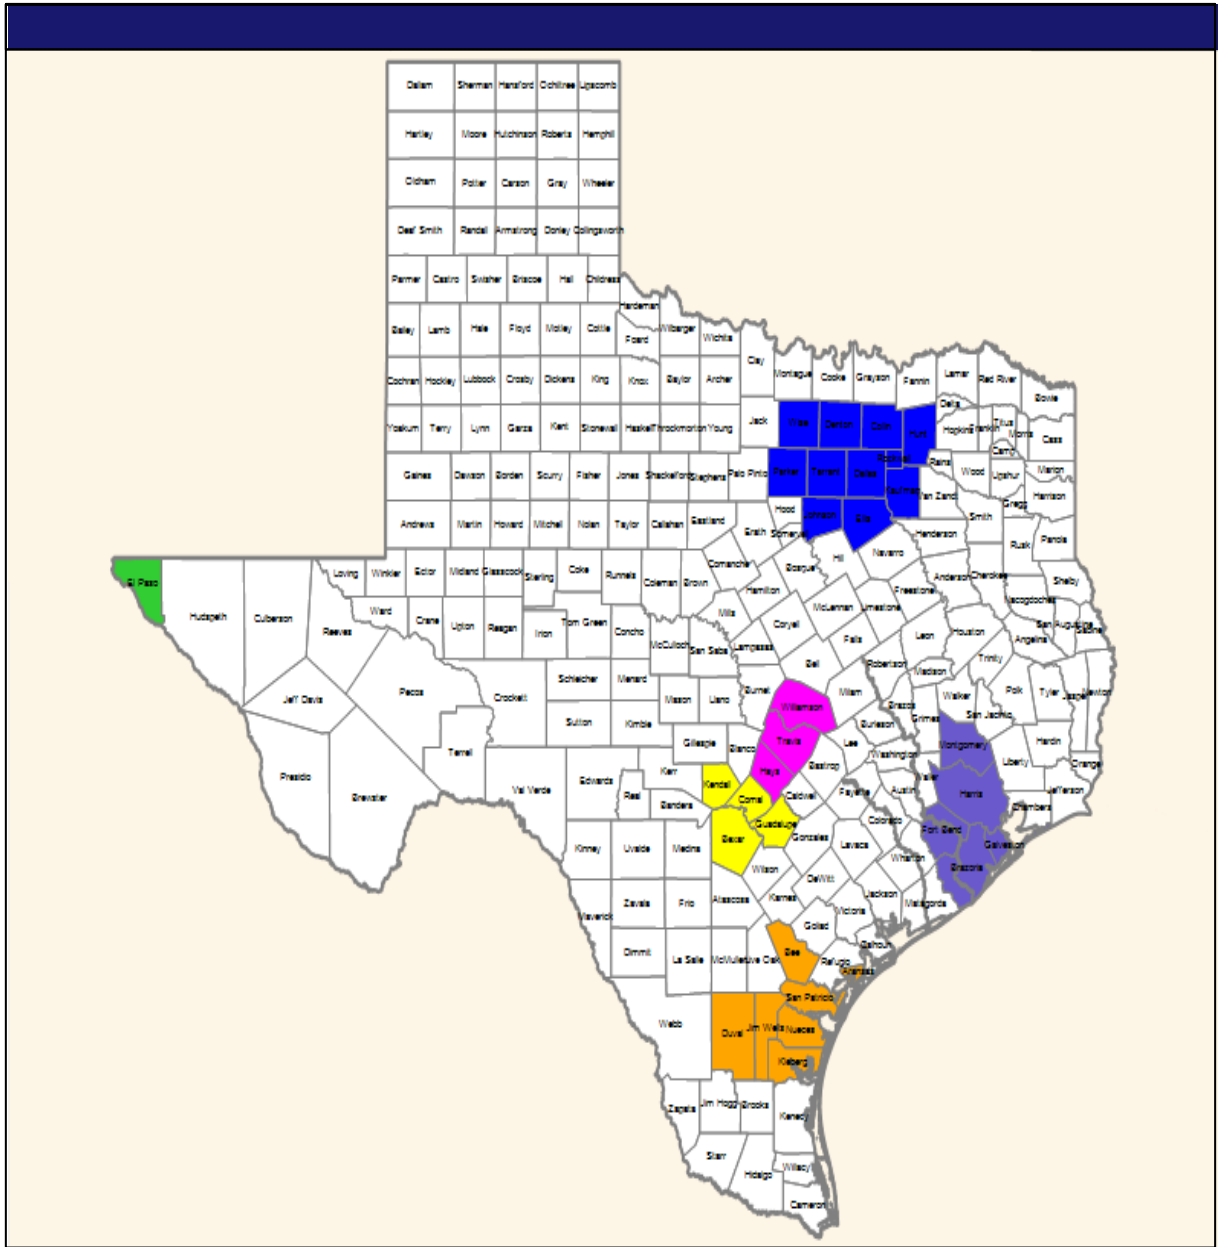 Dallam Sherman Hansford Ochiltree Lipscomb
Hartley Moore Hutchinson Roberts Hemphill
Oldham Potter Carson Gray Wheeler
Deaf Smith Randall Armstrong Donley Collingsworth
Parmer Castro Swisher Briscoe Hall Childress
Hardeman
Bailey Lamb Hale Floyd Motley Cottle Foard Wilbarger Wichita
Clay Montague Cooke Grayson Fannin Lamar Red River Bowie
Cochran Hockley Lubbock Crosby Dickens King Knox Baylor Archer
Yoakum Terry Lynn Garza Kent Stonewall Haskell Throckmorton Young Jack Wise Denton Collin Hunt Delta Hopkins Franklin Titus Morris Cass
Camp
Rockwall Rains
Gaines Dawson Borden Scurry Fisher Jones Shackelford Stephens Palo Pinto Parker Tarrant Dallas Kaufman Van Zandt Wood Upshur Marion
Gregg Harrison
Andrews Martin Howard Mitchell Nolan Taylor Callahan Eastland Erath Hood Somervell Johnson Ellis Henderson Smith Rusk Panola
El Paso Hudspeth Culberson Reeves Loving Winkler Ector Midland Glasscock Sterling Coke Runnels Coleman Brown Comanche Hamilton Bosque Hill Navarro Freestone Anderson Cherokee Nacogdoches Shelby
Ward Crane Upton Reagan Irion Tom Green Concho McCulloch San Saba Mills Lampasas Coryell McLennan Limestone Falls Leon Houston Angelina San Augustine Sabine
Jeff Davis Pecos Crockett Schleicher Menard Mason Llano Burnet Bell Milam Robertson Madison Trinity Polk Tyler Jasper Newton
Williamson Brazos Grimes Walker San Jacinto
Terrell Sutton Kimble Gillespie Blanco Travis Lee Burleson Washington Montgomery Liberty Hardin Orange
Presidio Brewster Val Verde Edwards Real Kerr Bandera Kendall Hays Bastrop Caldwell Fayette Austin Waller Harris Chambers Jefferson
Comal Guadalupe Colorado Fort Bend Galveston
Kinney Uvalde Medina Bexar Wilson Gonzales Lavaca Wharton Brazoria
Maverick Zavala Frio Atascosa Karnes DeWitt Victoria Jackson Matagorda
Goliad
Dimmit La Salle McMullen Live Oak Bee Refugio Calhoun
Aransas
San Patricio
Webb Duval Jim Wells Nueces
Kleberg
Zapata Jim Hogg Brooks Kenedy
Starr Hidalgo Willacy
Cameron